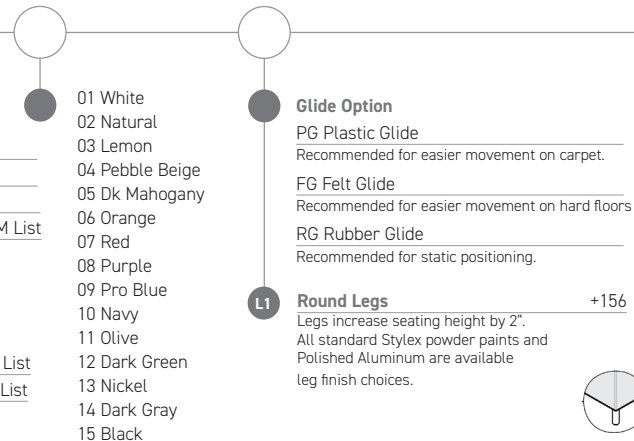 M List
List
List
01 White
02 Natural
03 Lemon
04 Pebble Beige
05 Dk Mahogany
06 Orange
07 Red
08 Purple
09 Pro Blue
10 Navy
11 Olive
12 Dark Green
13 Nickel
14 Dark Gray
15 Black
Glide Option
PG Plastic Glide
Recommended for easier movement on carpet.
FG Felt Glide
Recommended for easier movement on hard floors
RG Rubber Glide
Recommended for static positioning.
L1 Round Legs +156
Legs increase seating height by 2".
All standard Stylex powder paints and
Polished Aluminum are available
leg finish choices.